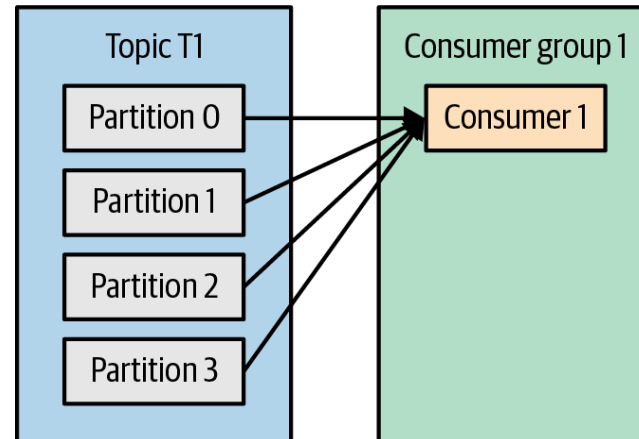 Topic T1
Partition 0
Partition 1
Partition 2
Partition 3
Consumer group 1
Consumer 1